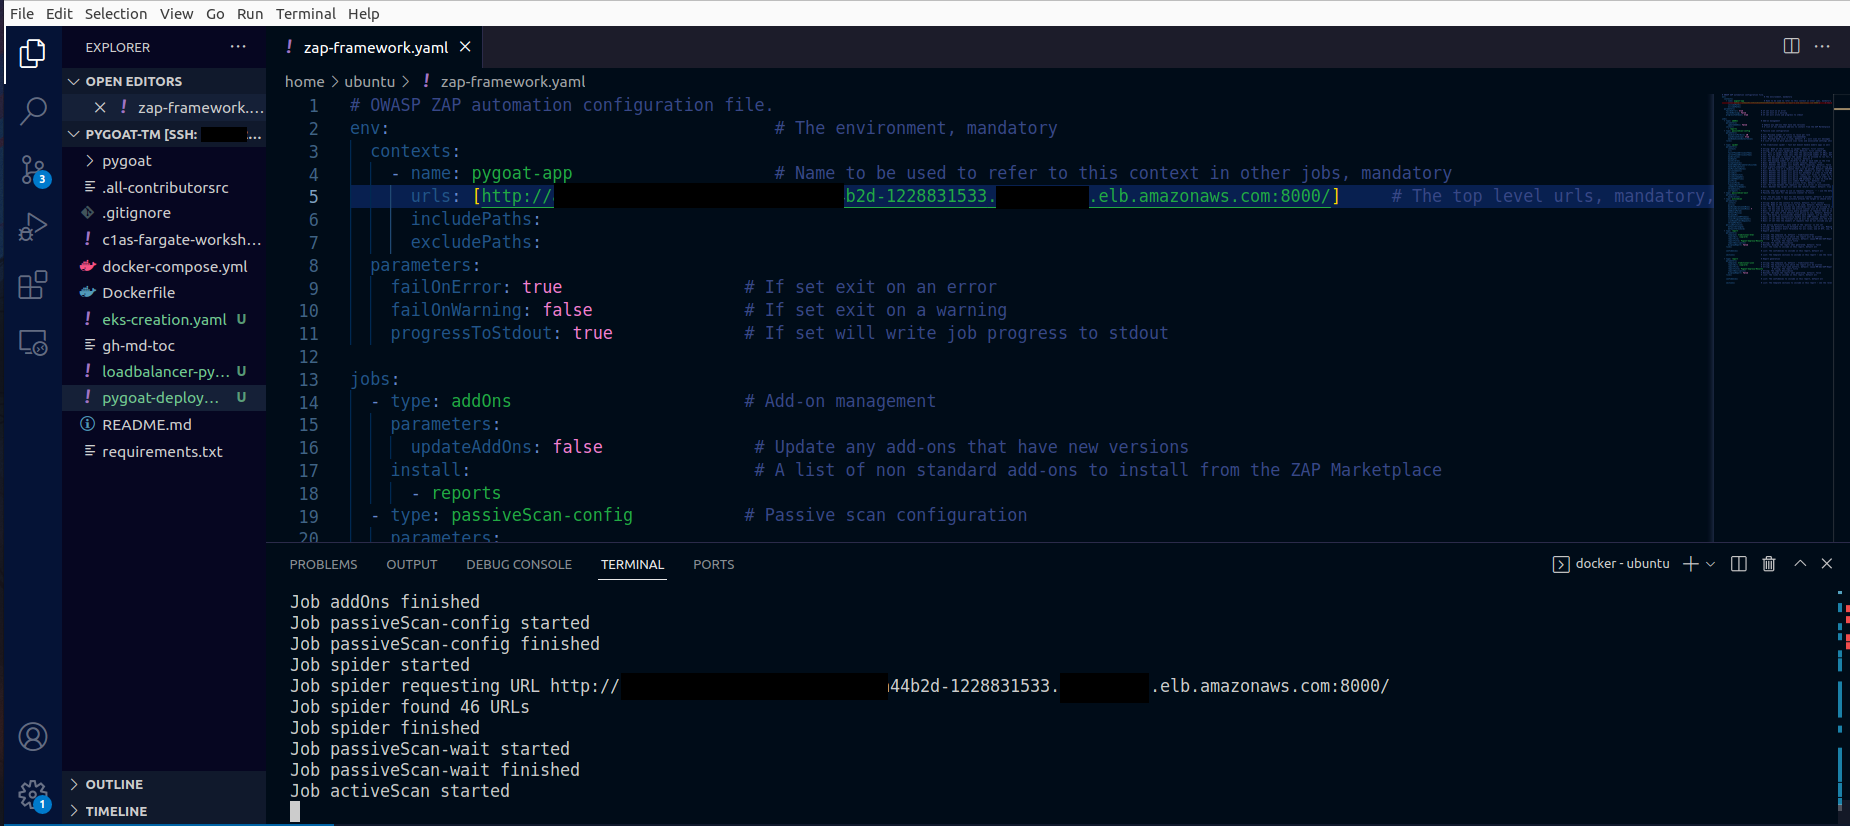 File Edit Selection View Go Run Terminal Help
EXPLORER ···
OPEN EDITORS
× ! zap-framework....
PYGOAT-TM [SSH: ...
pygoat
.all-contributorsrc
.gitignore
! c1as-fargate-worksh...
docker-compose.yml
Dockerfile
! eks-creation.yaml U
gh-md-toc
! loadbalancer-py... U
! pygoat-deploy... U
README.md
requirements.txt
OUTLINE
TIMELINE
3
1
! zap-framework.yaml ×
home > ubuntu > ! zap-framework.yaml
1 # OWASP ZAP automation configuration file.
2 env: # The environment, mandatory
3 contexts:
4 - name: pygoat-app # Name to be used to refer to this context in other jobs, mandatory
5 urls: [http:// b2d-1228831533. .elb.amazonaws.com:8000/] # The top level urls, mandatory,
6 includePaths:
7 excludePaths:
8 parameters:
9 failOnError: true # If set exit on an error
10 failOnWarning: false # If set exit on a warning
11 progressToStdout: true # If set will write job progress to stdout
12
13 jobs:
14 - type: addOns # Add-on management
15 parameters:
16 updateAddOns: false # Update any add-ons that have new versions
17 install: # A list of non standard add-ons to install from the ZAP Marketplace
18 - reports
19 - type: passiveScan-config # Passive scan configuration
20 parameters:
PROBLEMS OUTPUT DEBUG CONSOLE TERMINAL PORTS
docker - ubuntu
Job addOns finished
Job passiveScan-config started
Job passiveScan-config finished
Job spider started
Job spider requesting URL http:// 44b2d-1228831533. .elb.amazonaws.com:8000/
Job spider found 46 URLs
Job spider finished
Job passiveScan-wait started
Job passiveScan-wait finished
Job activeScan started